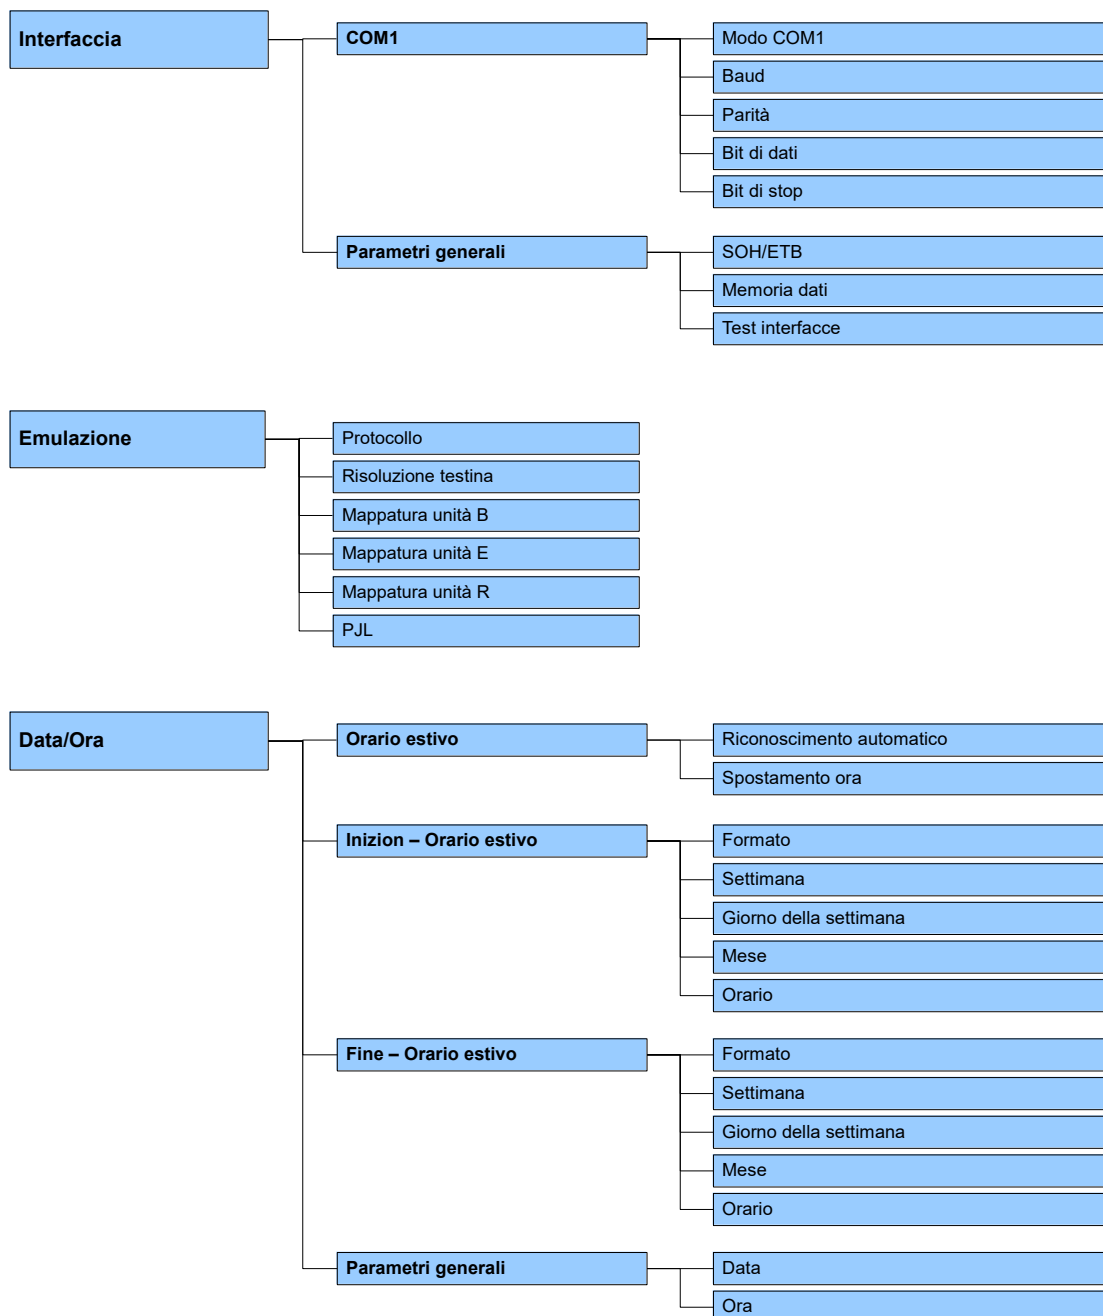 Interfaccia
COM1
Modo COM1
Baud
Parità
Bit di dati
Bit di stop
Parametri generali
SOH/ETB
Memoria dati
Test interfacce
Emulazione
Protocollo
Risoluzione testina
Mappatura unità B
Mappatura unità E
Mappatura unità R
PJL
Data/Ora
Orario estivo
Riconoscimento automatico
Spostamento ora
Inizion – Orario estivo
Formato
Settimana
Giorno della settimana
Mese
Orario
Fine – Orario estivo
Formato
Settimana
Giorno della settimana
Mese
Orario
Parametri generali
Data
Ora